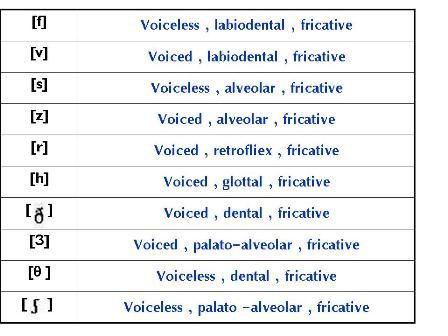 [f] Voiceless , labiodental , fricative
[v] Voiced , labiodental , fricative
[s] Voiceless , alveolar , fricative
[z] Voiced , alveolar , fricative
[r] Voiced , retrofliex , fricative
[h] Voiced , glottal , fricative
[ð] Voiced , dental , fricative
[3] Voiced , palato-alveolar , fricative
[θ ] Voiceless , dental , fricative
[ ʃ ] Voiceless , palato -alveolar , fricative